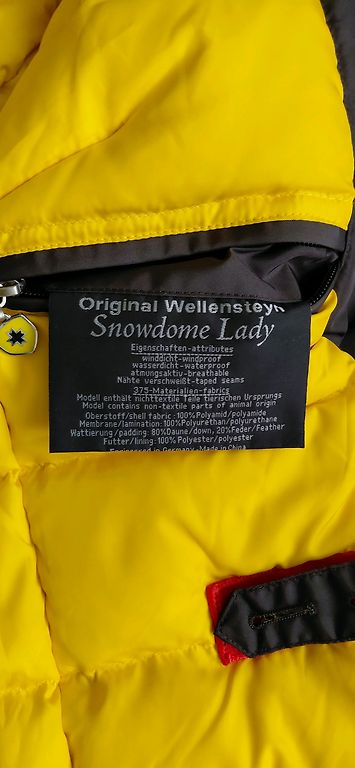 Original Wellensteyn
Snowdome Lady
Eigenschaften-attributes
winddicht-windproof
wasserdicht-waterproof
atmungsaktiv-breathable
Nähte verschweißt-taped seams
375-Materialien-fabrics
Modell enthält nichttextile Teile tierischen Ursprungs
Model contains non-textile parts of animal origin
Oberstoff/shell fabric: 100%Polyamid/polyamide
Membrane/lamination: 100%Polyurethan/polyurethane
Wattierung/padding: 80%Daune/down, 20%Feder/Feather
Futter/lining: 100%Polyester/polyester
Engineered in Germany - Made in China